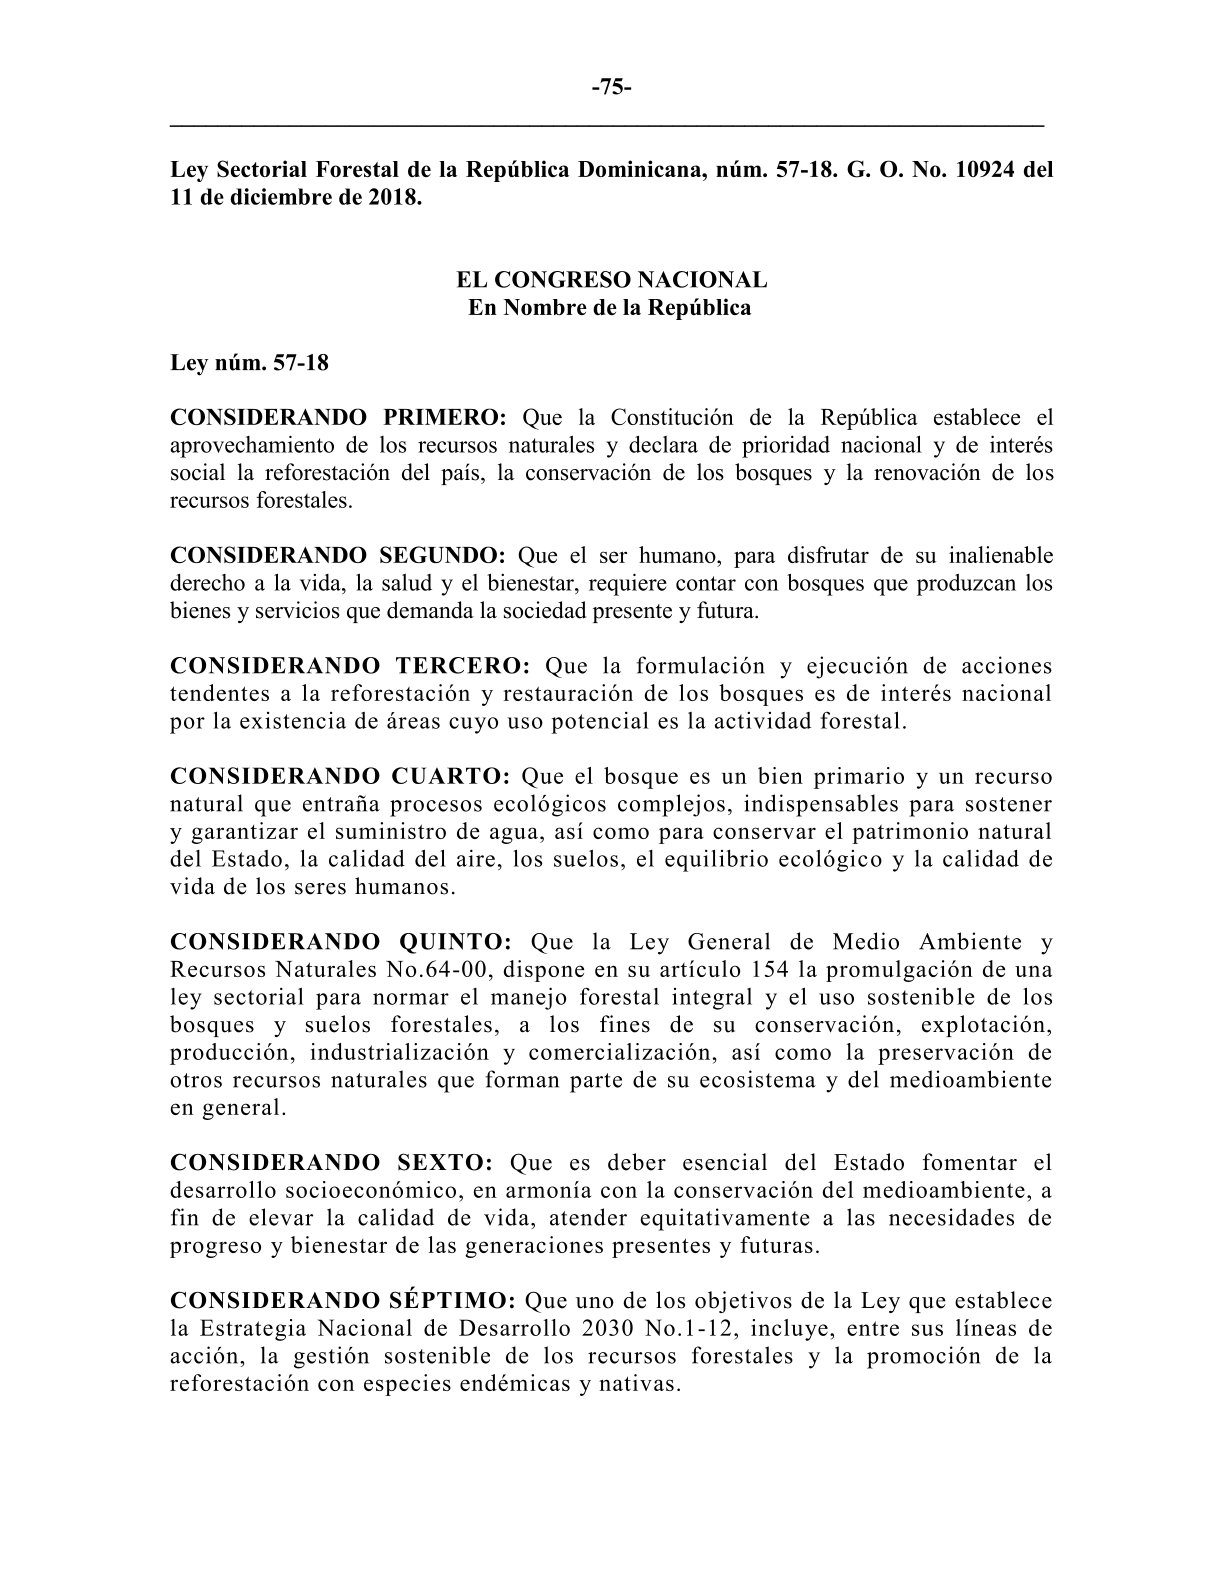 -75-
Ley Sectorial Forestal de la República Dominicana, núm. 57-18. G. O. No. 10924 del
11 de diciembre de 2018.
EL CONGRESO NACIONAL
En Nombre de la República
Ley núm. 57-18
CONSIDERANDO PRIMERO: Que la Constitución de la República establece el
aprovechamiento de los recursos naturales y declara de prioridad nacional y de interés
social la reforestación del país, la conservación de los bosques y la renovación de los
recursos forestales.
CONSIDERANDO SEGUNDO: Que el ser humano, para disfrutar de su inalienable
derecho a la vida, la salud y el bienestar, requiere contar con bosques que produzcan los
bienes y servicios que demanda la sociedad presente y futura.
CONSIDERANDO TERCERO: Que la formulación y ejecución de acciones
tendentes a la reforestación y restauración de los bosques es de interés nacional
por la existencia de áreas cuyo uso potencial es la actividad forestal.
CONSIDERANDO CUARTO: Que el bosque es un bien primario y un recurso
natural que entraña procesos ecológicos complejos, indispensables para sostener
y garantizar el suministro de agua, así como para conservar el patrimonio natural
del Estado, la calidad del aire, los suelos, el equilibrio ecológico y la calidad de
vida de los seres humanos.
CONSIDERANDO QUINTO: Que la Ley General de Medio Ambiente y
Recursos Naturales No.64-00, dispone en su artículo 154 la promulgación de una
ley sectorial para normar el manejo forestal integral y el uso sostenible de los
bosques y suelos forestales, a los fines de su conservación, explotación,
producción, industrialización y comercialización, así como la preservación de
otros recursos naturales que forman parte de su ecosistema y del medioambiente
en general.
CONSIDERANDO SEXTO: Que es deber esencial del Estado fomentar el
desarrollo socioeconómico, en armonía con la conservación del medioambiente, a
fin de elevar la calidad de vida, atender equitativamente a las necesidades de
progreso y bienestar de las generaciones presentes y futuras.
CONSIDERANDO SÉPTIMO: Que uno de los objetivos de la Ley que establece
la Estrategia Nacional de Desarrollo 2030 No.1-12, incluye, entre sus líneas de
acción, la gestión sostenible de los recursos forestales y la promoción de la
reforestación con especies endémicas y nativas.